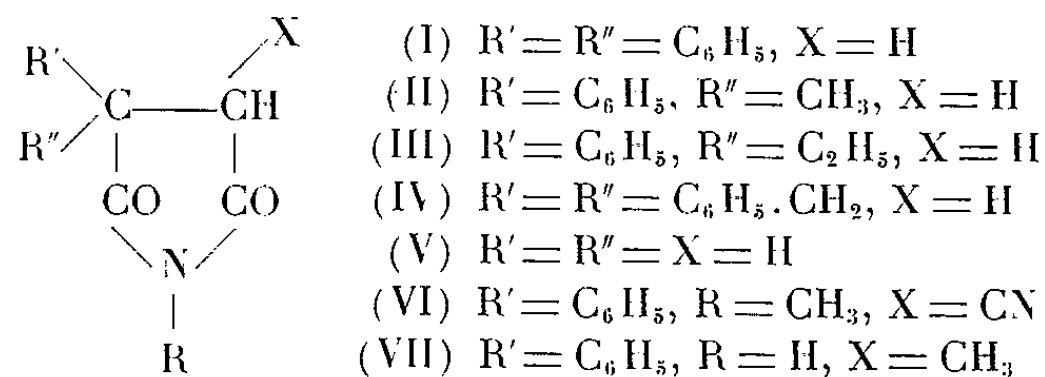 X
R′
C—CH
R″
CO CO
N
R
(I) R′ = R″ = C₆H₅, X = H
(II) R′ = C₆H₅. R″ = CH₃, X = H
(III) R′ = C₆H₅, R″ = C₂H₅, X = H
(IV) R′ = R″ = C₆H₅.CH₂, X = H
(V) R′ = R″ = X = H
(VI) R′ = C₆H₅, R = CH₃, X = CN
(VII) R′ = C₆H₅, R = H, X = CH₃